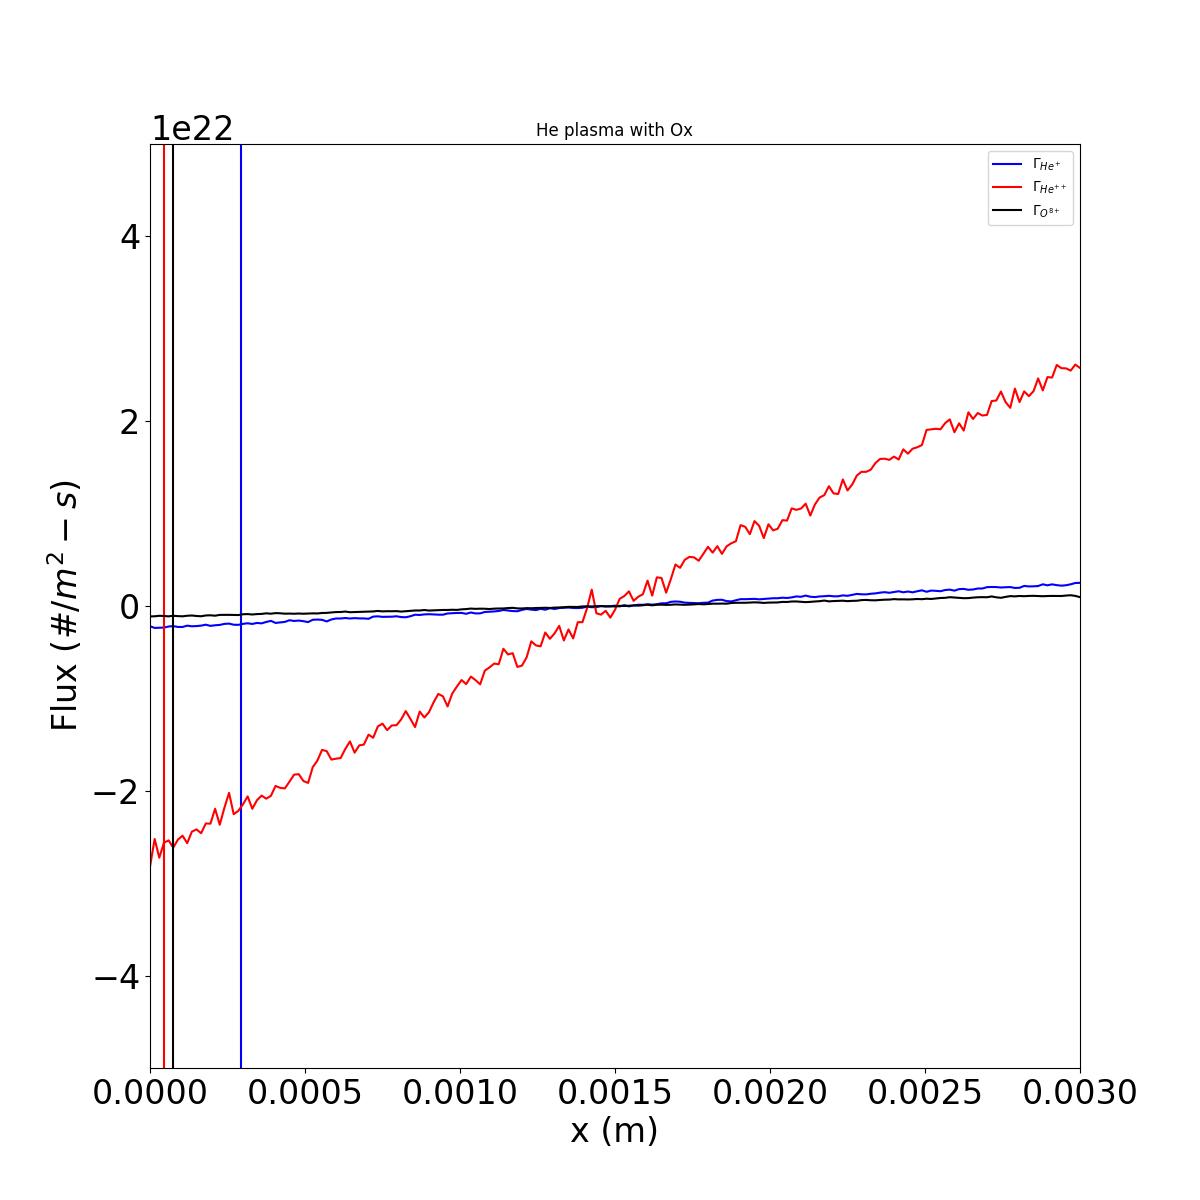 1e22
He plasma with Ox
Γ_{He^+}
Γ_{He^{++}}
Γ_{O^{8+}}
4
2
0
−2
−4
Flux (#/m² − s)
0.0000 0.0005 0.0010 0.0015 0.0020 0.0025 0.0030
x (m)